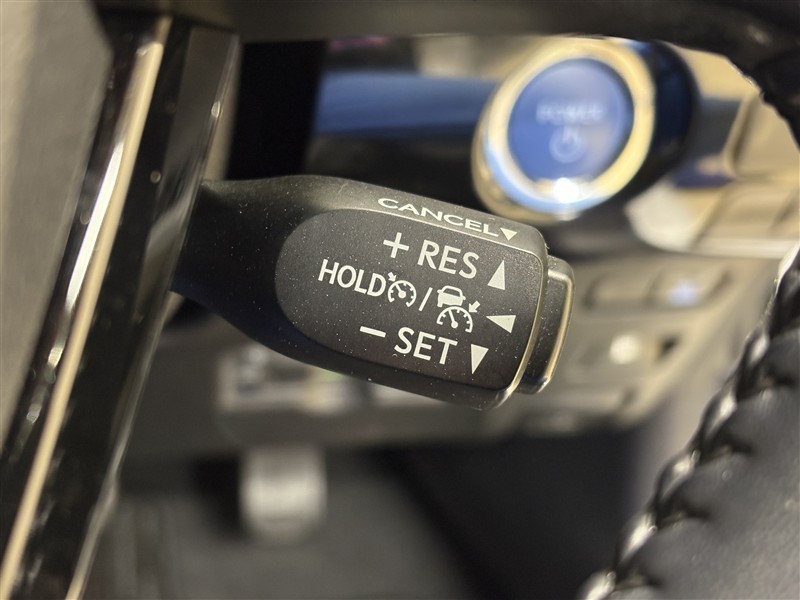 CANCEL
+ RES
HOLD /
− SET
POWER